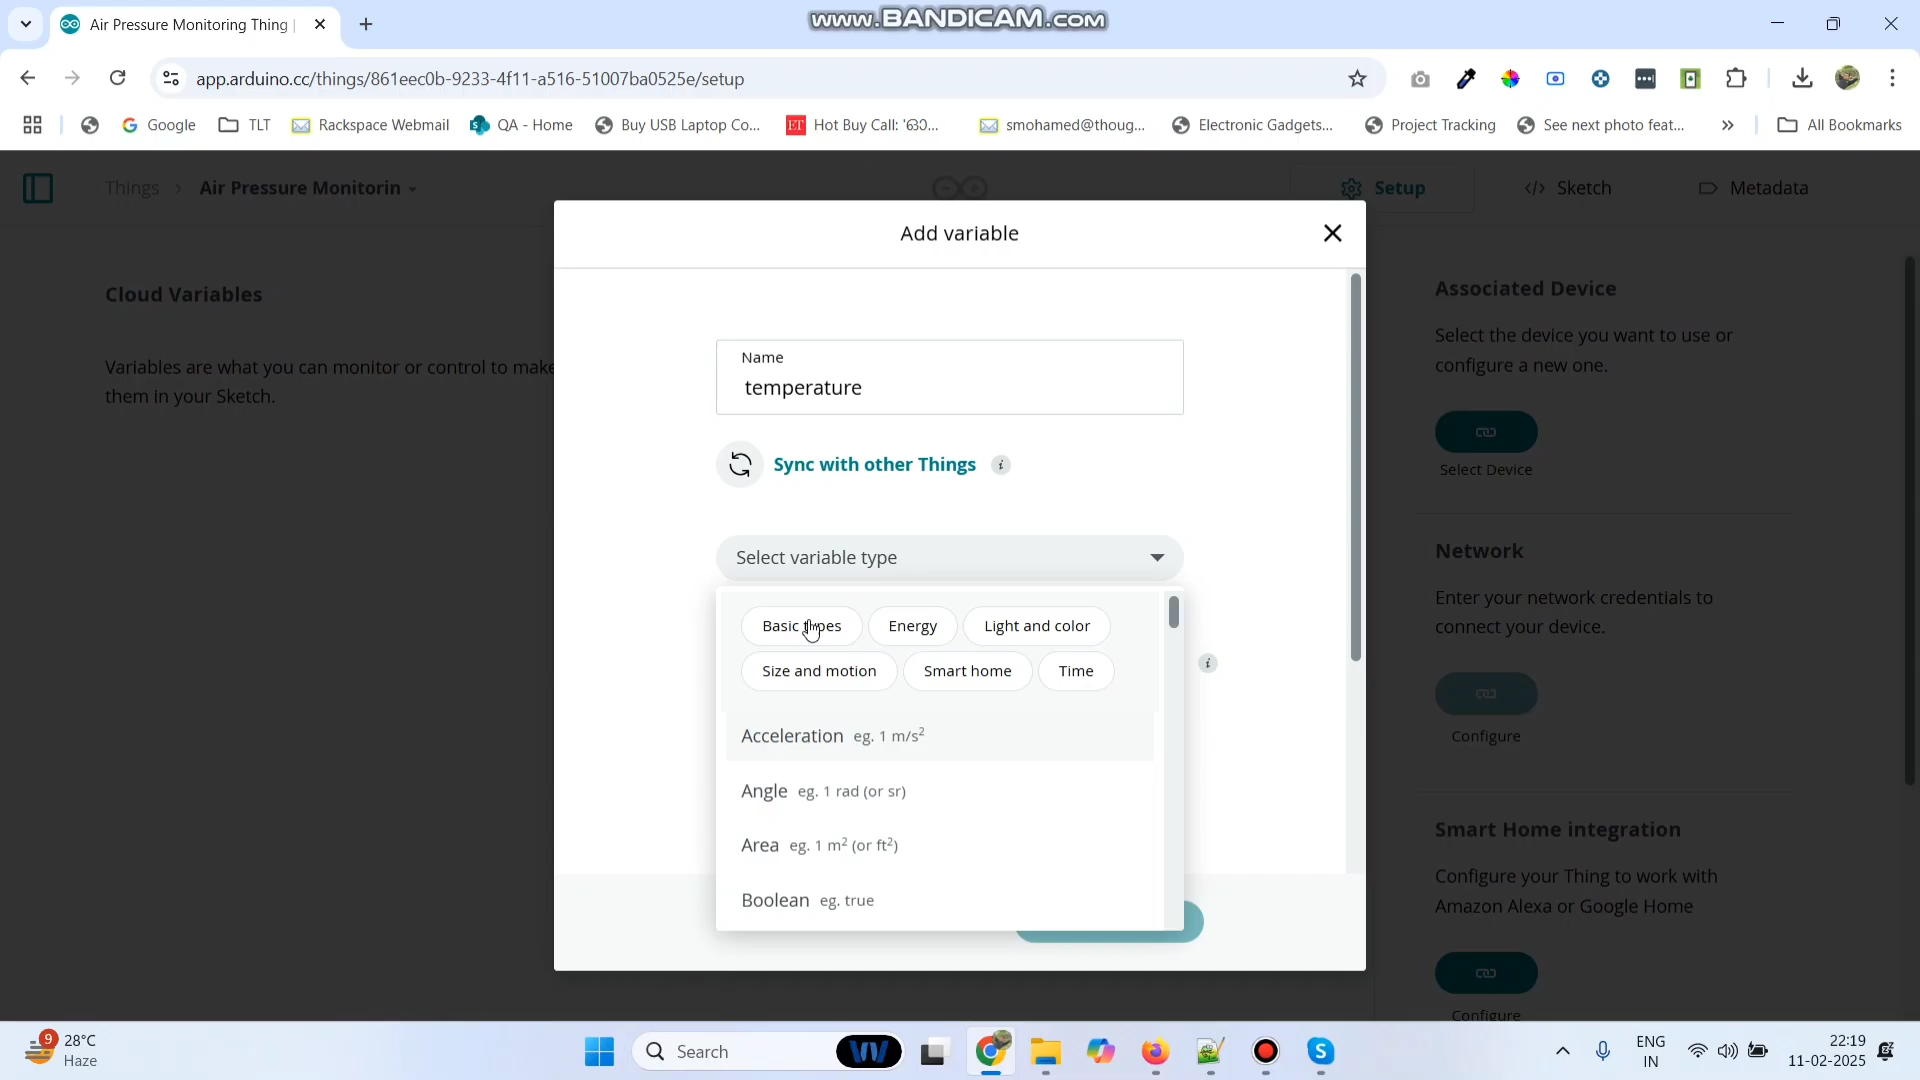 Air Pressure Monitoring Thing |
www.BANDICAM.com
app.arduino.cc/things/861eec0b-9233-4f11-a516-51007ba0525e/setup
Google
TLT
Rackspace Webmail
QA - Home
Buy USB Laptop Co...
Hot Buy Call: '630...
smohamed@thoug...
Electronic Gadgets...
Project Tracking
See next photo feat...
»
All Bookmarks
Things > Air Pressure Monitorin
Setup
</> Sketch
Metadata
Add variable
Cloud Variables
Variables are what you can monitor or control to make
them in your Sketch.
Name
temperature
Sync with other Things i
Select variable type
Basic types
Energy
Light and color
Size and motion
Smart home
Time
i
Acceleration eg. 1 m/s²
Angle eg. 1 rad (or sr)
Area eg. 1 m² (or ft²)
Boolean eg. true
Associated Device
Select the device you want to use or
configure a new one.
Select Device
Network
Enter your network credentials to
connect your device.
Configure
Smart Home integration
Configure your Thing to work with
Amazon Alexa or Google Home
Configure
9
28°C
Haze
Search
ENG
IN
22:19
11-02-2025